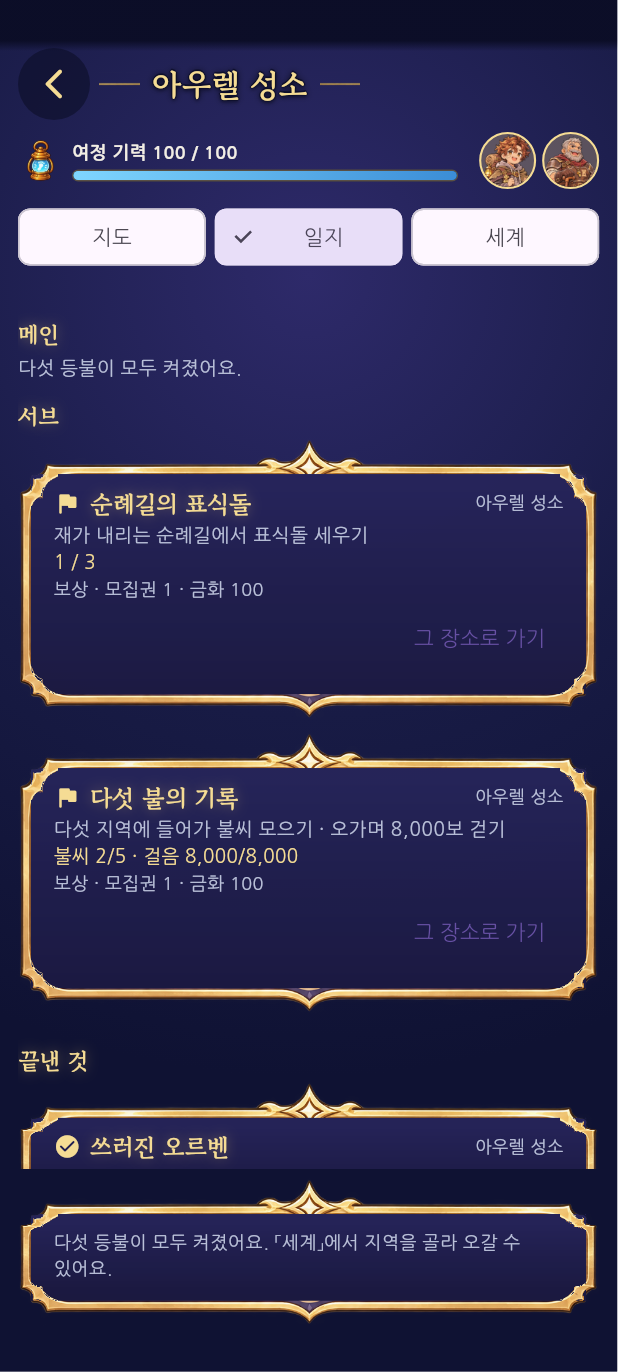 아우렐 성소
여정 기력 100 / 100
지도
일지
세계
메인
다섯 등불이 모두 켜졌어요.
서브
순례길의 표식돌
아우렐 성소
재가 내리는 순례길에서 표식돌 세우기
1 / 3
보상 · 모집권 1 · 금화 100
그 장소로 가기
다섯 불의 기록
아우렐 성소
다섯 지역에 들어가 불씨 모으기 · 오가며 8,000보 걷기
불씨 2/5 · 걸음 8,000/8,000
보상 · 모집권 1 · 금화 100
그 장소로 가기
끝낸 것
쓰러진 오르벤
아우렐 성소
다섯 등불이 모두 켜졌어요. 「세계」에서 지역을 골라 오갈 수
있어요.